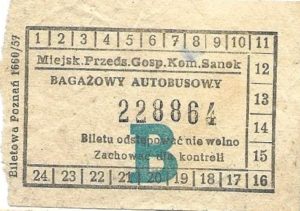 1 2 3 4 5 6 7 8 9 10 11
Miejsk.Przeds.Gosp.Kom.Sanok
BAGAŻOWY AUTOBUSOWY
228864
Biletu odstępować nie wolno
Zachować dla kontroli
B
12
13
14
15
24 23 22 21 20 19 18 17 16
Biletowa Poznań 1660/57